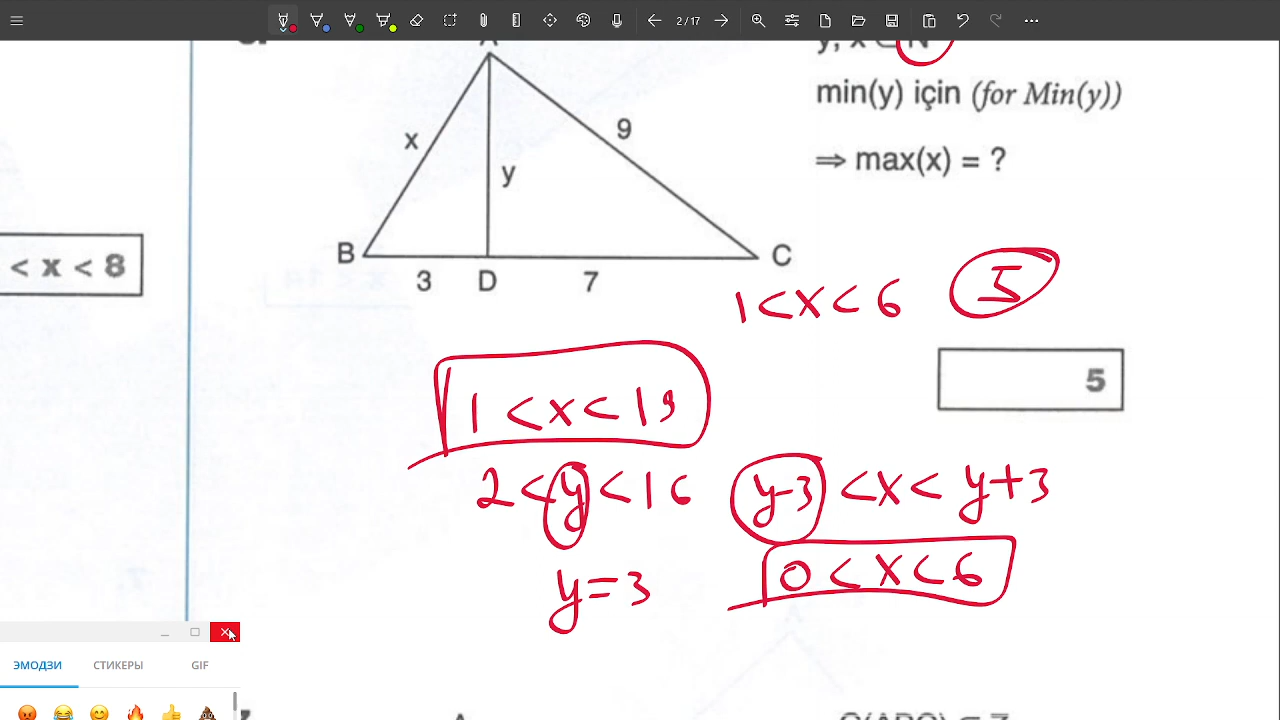 2 / 17
min(y) için (for Min(y))
⇒ max(x) = ?
A
x
9
y
B
3
D
7
C
< x < 8
1 < x < 6 5
5
1 < x < 19
2 < y < 16
y-3 < x < y+3
y = 3
0 < x < 6
ЭМОДЗИ СТИКЕРЫ GIF